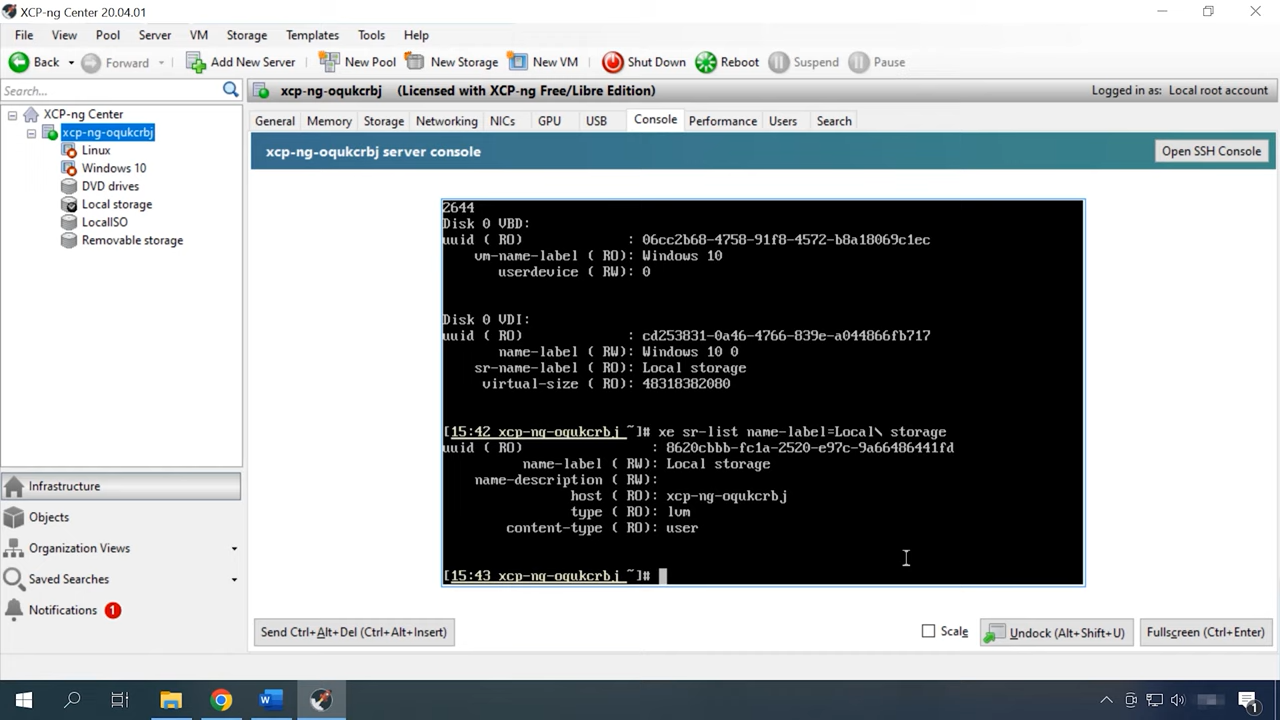 XCP-ng Center 20.04.01
File View Pool Server VM Storage Templates Tools Help
Back Forward Add New Server New Pool New Storage New VM Shut Down Reboot Suspend Pause
Search...
xcp-ng-oqukcrbj (Licensed with XCP-ng Free/Libre Edition) Logged in as: Local root account
XCP-ng Center
xcp-ng-oqukcrbj
Linux
Windows 10
DVD drives
Local storage
LocalISO
Removable storage
General Memory Storage Networking NICs GPU USB Console Performance Users Search
xcp-ng-oqukcrbj server console Open SSH Console
2644
Disk 0 VBD:
uuid ( RO) : 06cc2b68-4758-91f8-4572-b8a18069c1ec
vm-name-label ( RO): Windows 10
userdevice ( RW): 0
Disk 0 VDI:
uuid ( RO) : cd253831-0a46-4766-839e-a044866fb717
name-label ( RW): Windows 10 0
sr-name-label ( RO): Local storage
virtual-size ( RO): 48318382080
[15:42 xcp-ng-oqukcrbj ~]# xe sr-list name-label=Local\ storage
uuid ( RO) : 8620cbbb-fc1a-2520-e97c-9a66486441fd
name-label ( RW): Local storage
name-description ( RW):
host ( RO): xcp-ng-oqukcrbj
type ( RO): lvm
content-type ( RO): user
[15:43 xcp-ng-oqukcrbj ~]#
Infrastructure
Objects
Organization Views
Saved Searches
Notifications 1
Send Ctrl+Alt+Del (Ctrl+Alt+Insert) Scale Undock (Alt+Shift+U) Fullscreen (Ctrl+Enter)
1